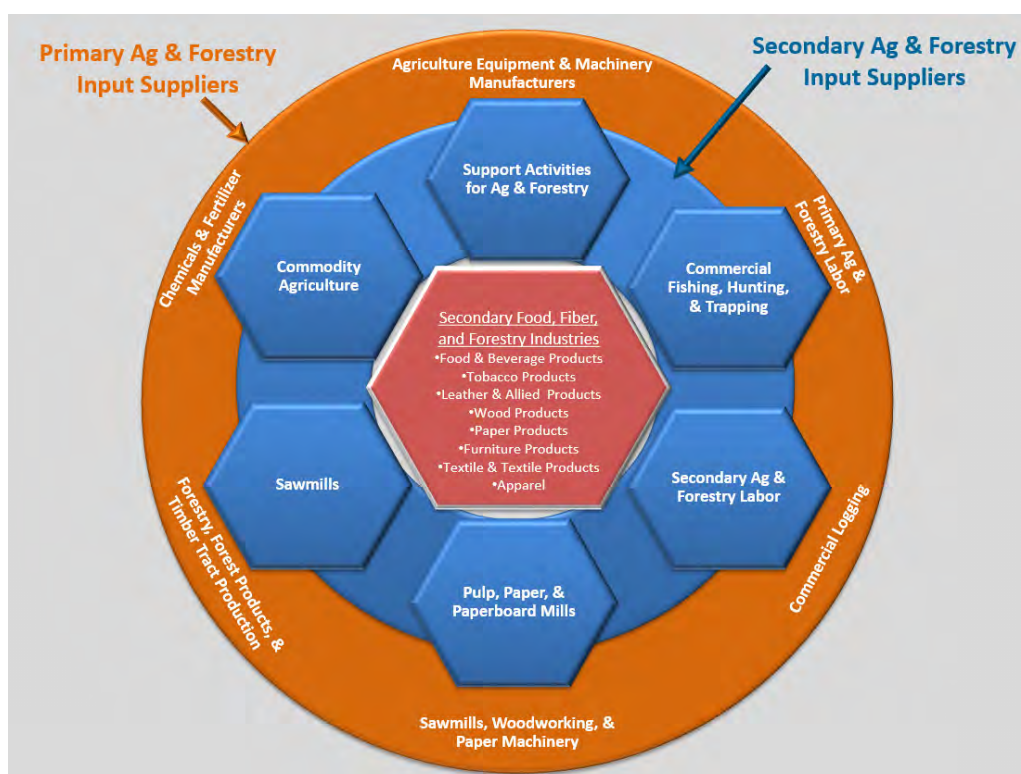 Primary Ag & Forestry
Input Suppliers
Secondary Ag & Forestry
Input Suppliers
Agriculture Equipment & Machinery
Manufacturers
Chemicals & Fertilizer
Manufacturers
Primary Ag &
Forestry Labor
Support Activities
for Ag & Forestry
Commodity
Agriculture
Commercial
Fishing, Hunting,
& Trapping
Secondary Food, Fiber,
and Forestry Industries
•Food & Beverage Products
•Tobacco Products
•Leather & Allied Products
•Wood Products
•Paper Products
•Furniture Products
•Textile & Textile Products
•Apparel
Sawmills
Secondary Ag &
Forestry Labor
Pulp, Paper, &
Paperboard Mills
Forestry, Forest Products, &
Timber Tract Production
Commercial Logging
Sawmills, Woodworking, &
Paper Machinery